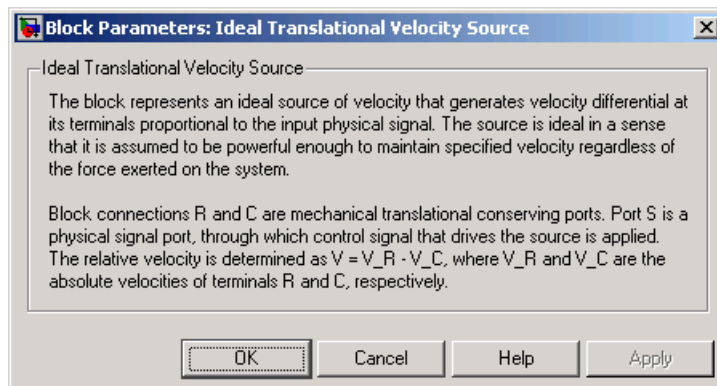 Block Parameters: Ideal Translational Velocity Source
Ideal Translational Velocity Source
The block represents an ideal source of velocity that generates velocity differential at
its terminals proportional to the input physical signal. The source is ideal in a sense
that it is assumed to be powerful enough to maintain specified velocity regardless of
the force exerted on the system.
Block connections R and C are mechanical translational conserving ports. Port S is a
physical signal port, through which control signal that drives the source is applied.
The relative velocity is determined as V = V_R - V_C, where V_R and V_C are the
absolute velocities of terminals R and C, respectively.
OK Cancel Help Apply